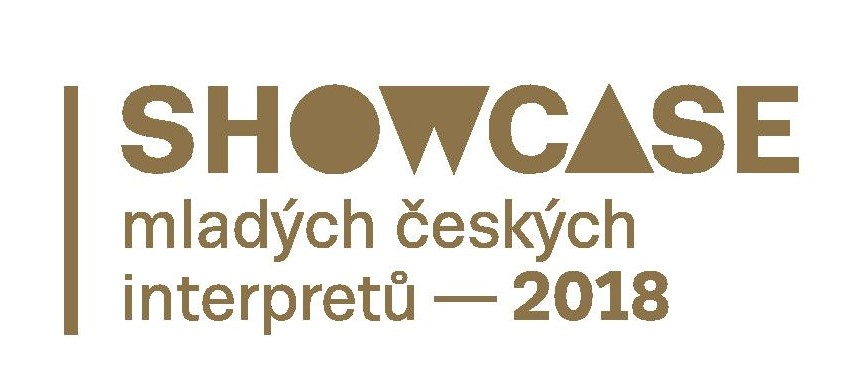 SHOWCASE
mladých českých
interpretů — 2018